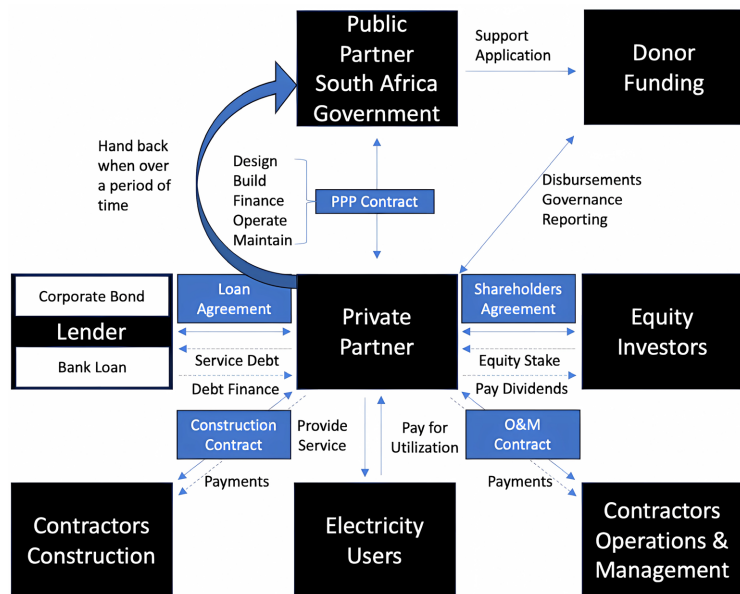 Public
Partner
South Africa
Government
Support
Application
Donor
Funding
Hand back
when over
a period of
time
Design
Build
Finance
Operate
Maintain
PPP Contract
Disbursements
Governance
Reporting
Corporate Bond
Lender
Bank Loan
Loan
Agreement
Service Debt
Debt Finance
Private
Partner
Shareholders
Agreement
Equity Stake
Pay Dividends
Equity
Investors
Construction
Contract
Payments
Provide
Service
Pay for
Utilization
O&M
Contract
Payments
Contractors
Construction
Electricity
Users
Contractors
Operations &
Management